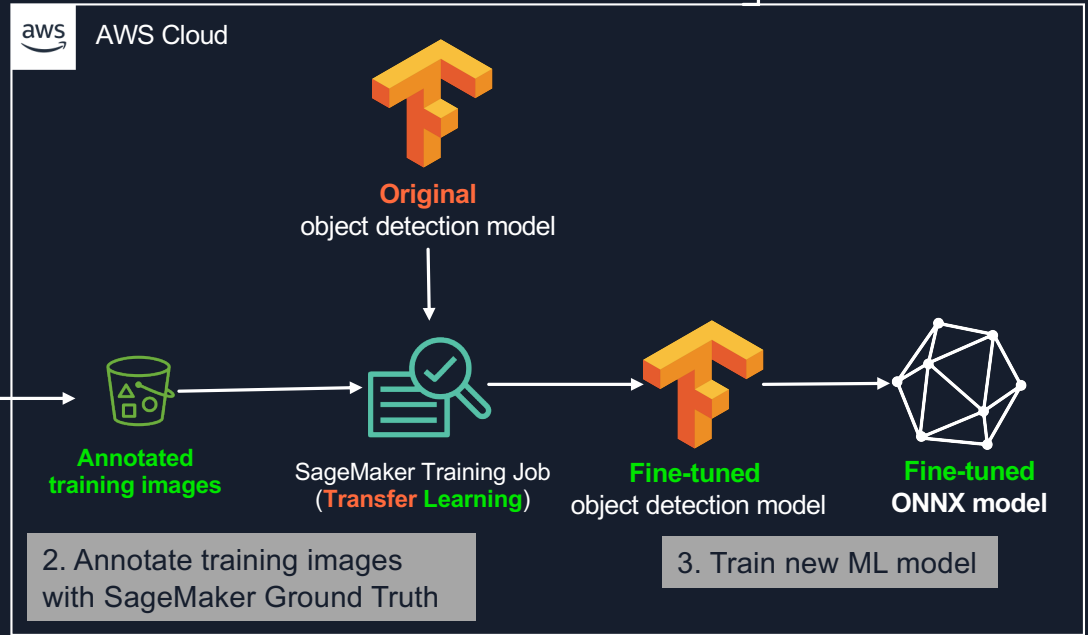 aws
AWS Cloud
Original
object detection model
Annotated
training images
SageMaker Training Job
(Transfer Learning)
Fine-tuned
object detection model
Fine-tuned
ONNX model
2. Annotate training images
with SageMaker Ground Truth
3. Train new ML model